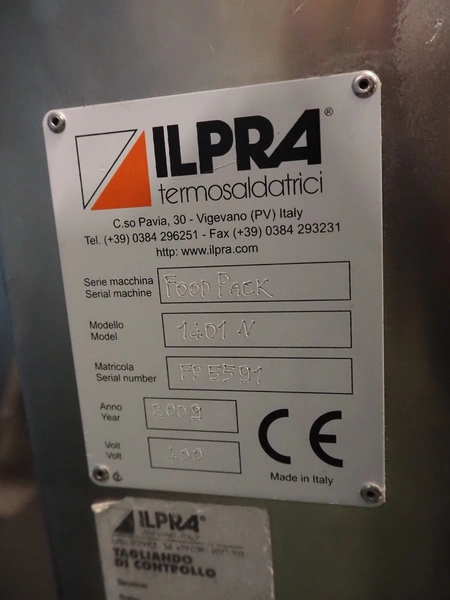 ILPRA®
termosaldatrici
C.so Pavia, 30 - Vigevano (PV) Italy
Tel. (+39) 0384 296251 - Fax (+39) 0384 293231
http: www.ilpra.com
Serie macchina
Serial machine
FOOD PACK
Modello
Model
1401 N
Matricola
Serial number
FP 5591
Anno
Year
2009
Volt
Volt
400
CE
Made in Italy
ILPRA®
TAGLIANDO
DI CONTROLLO